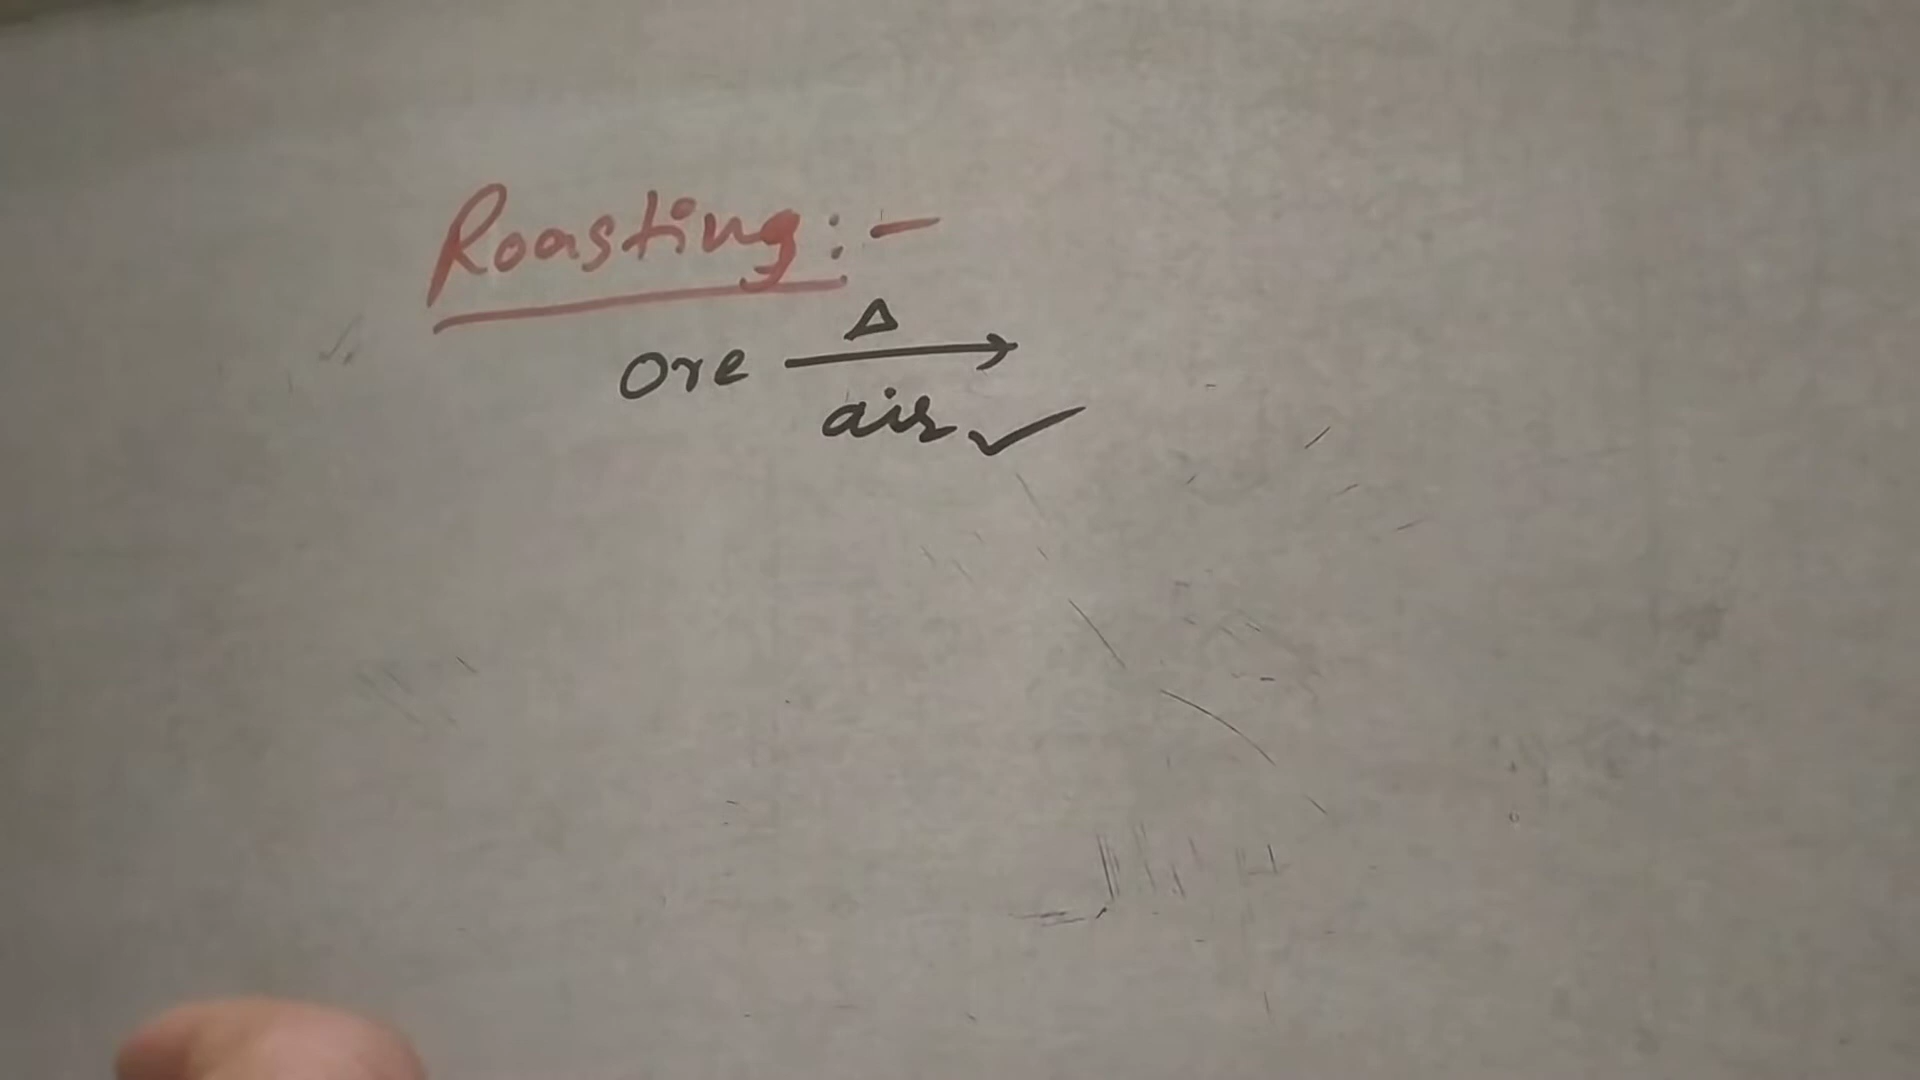 Roasting:-
Δ
Ore ⟶
air ✓